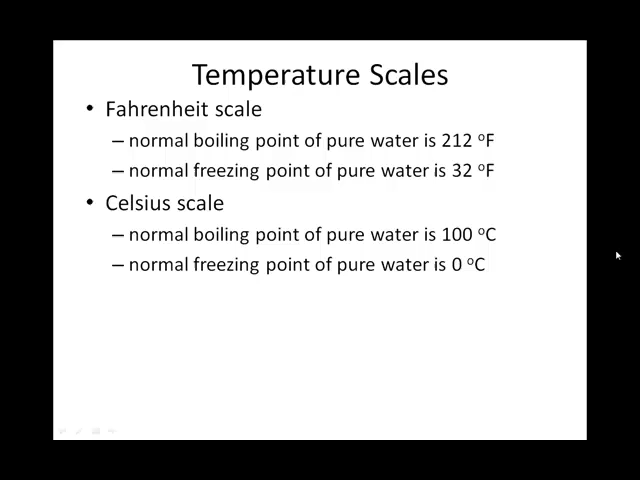 Temperature Scales
• Fahrenheit scale
– normal boiling point of pure water is 212 ºF
– normal freezing point of pure water is 32 ºF
• Celsius scale
– normal boiling point of pure water is 100 ºC
– normal freezing point of pure water is 0 ºC